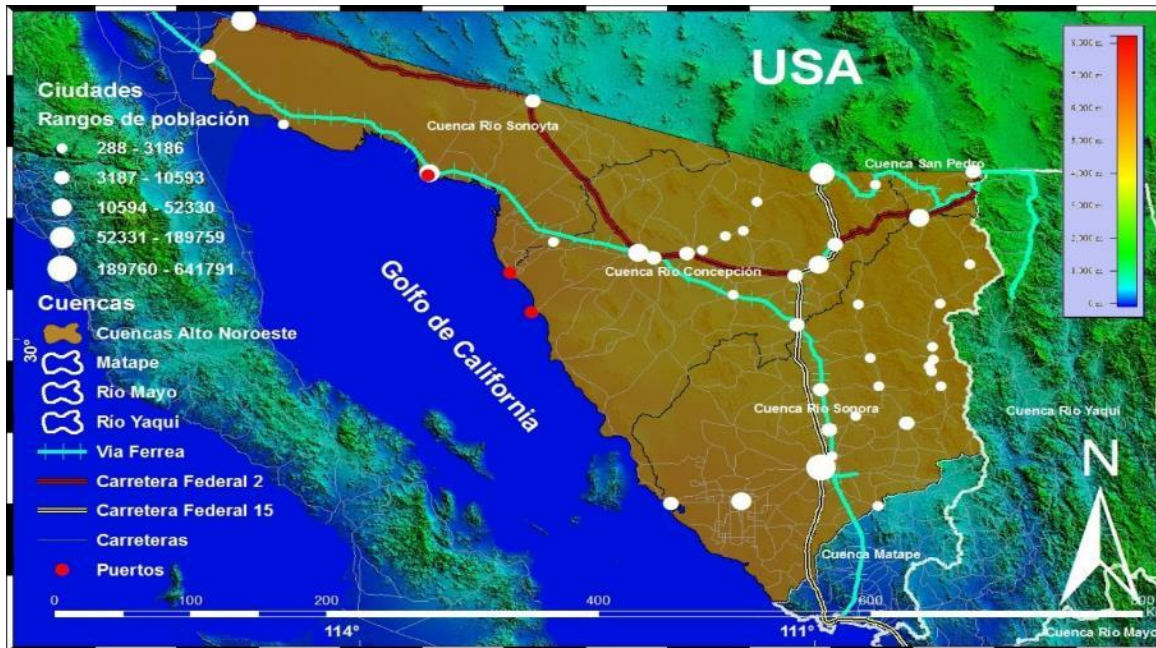 USA
Ciudades
Rangos de población
288 - 3186
3187 - 10593
10594 - 52330
52331 - 189759
189760 - 641791
Cuencas
Cuencas Alto Noroeste
Matape
Río Mayo
Río Yaqui
Via Ferrea
Carretera Federal 2
Carretera Federal 15
Carreteras
Puertos
Cuenca Río Sonoyta
Cuenca San Pedro
Cuenca Río Concepción
Golfo de California
Cuenca Río Sonora
Cuenca Río Yaqui
Cuenca Matape
Cuenca Río Mayo
N
30°
0 100 200 400 600
114° 111°